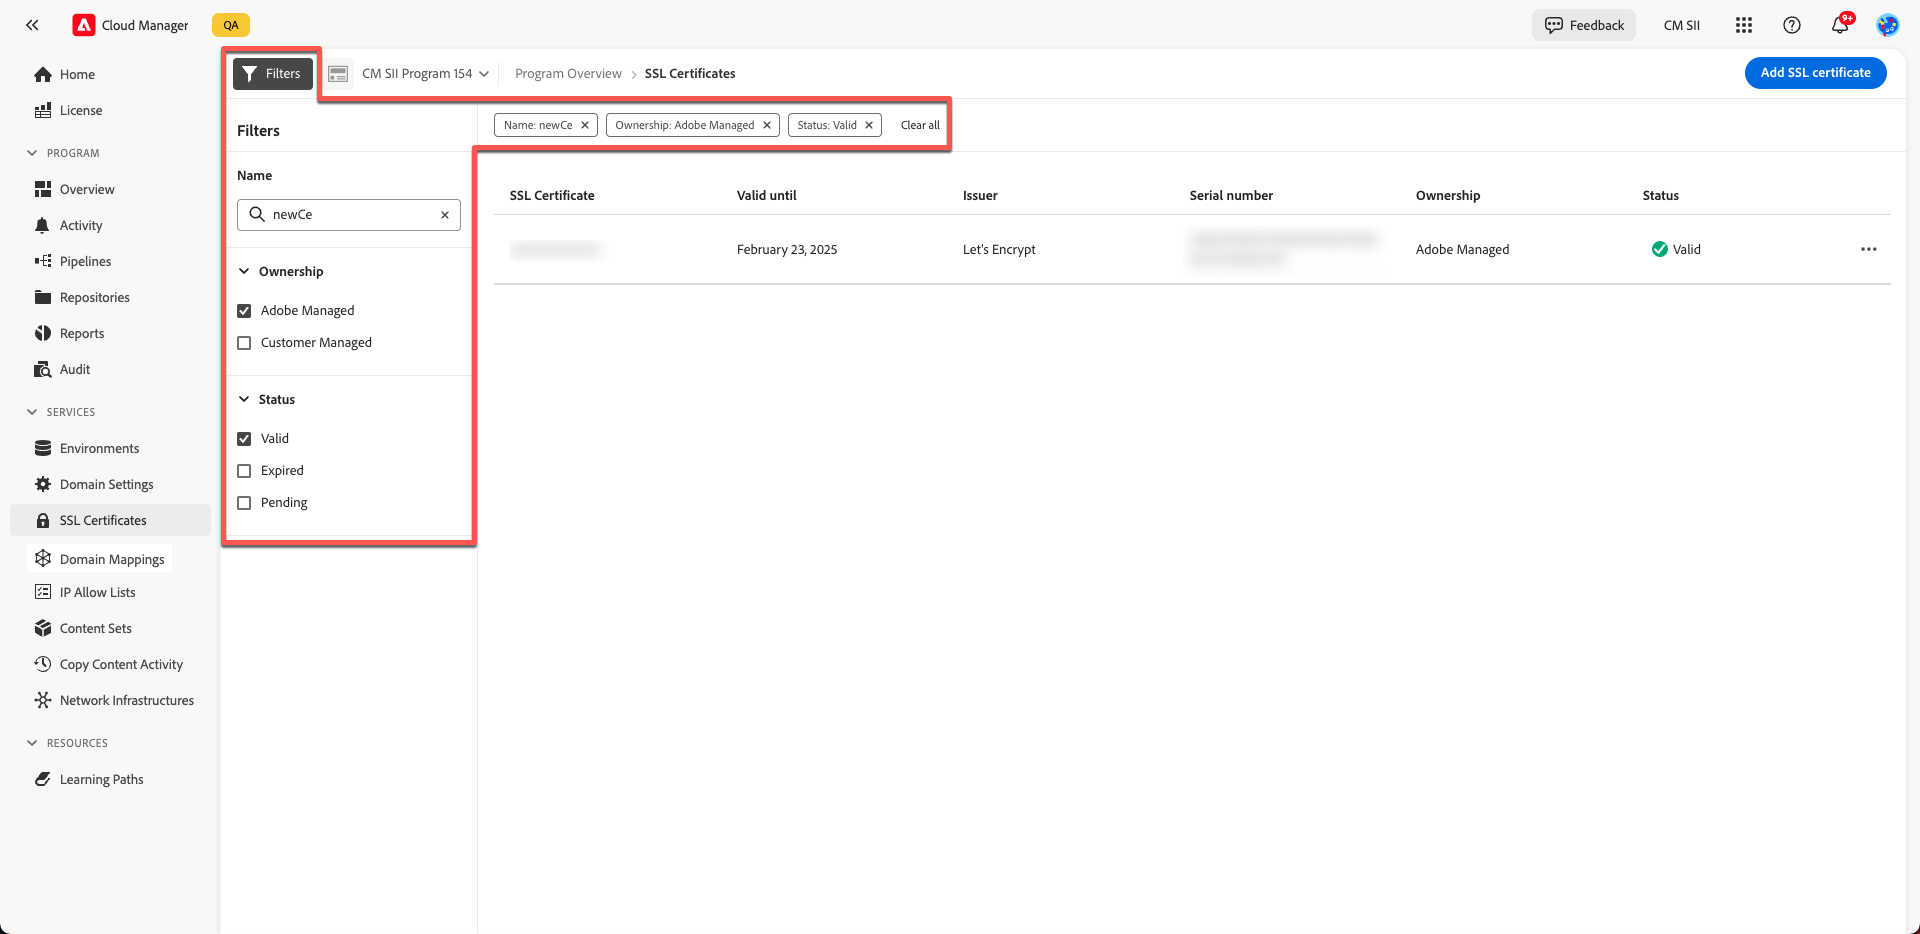 Cloud Manager
QA
Feedback
CM SII
9+
Home
License
PROGRAM
Overview
Activity
Pipelines
Repositories
Reports
Audit
SERVICES
Environments
Domain Settings
SSL Certificates
Domain Mappings
IP Allow Lists
Content Sets
Copy Content Activity
Network Infrastructures
RESOURCES
Learning Paths
Filters
CM SII Program 154
Program Overview › SSL Certificates
Add SSL certificate
Filters
Name
newCe
Ownership
Adobe Managed
Customer Managed
Status
Valid
Expired
Pending
Name: newCe
Ownership: Adobe Managed
Status: Valid
Clear all
SSL Certificate Valid until Issuer Serial number Ownership Status
February 23, 2025 Let's Encrypt Adobe Managed Valid